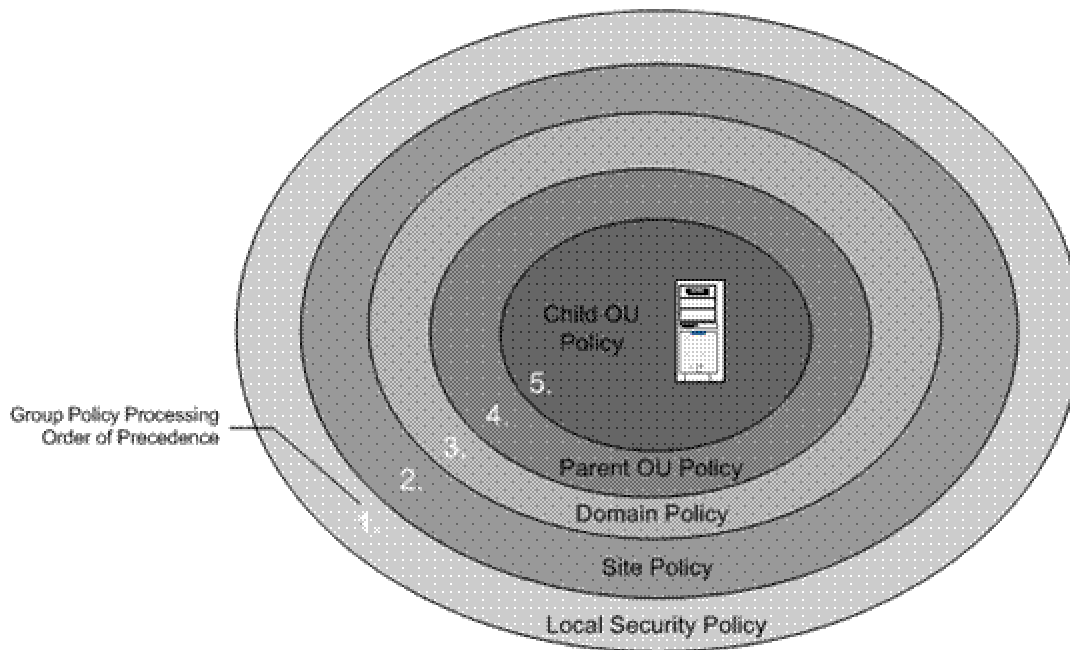 Child OU
Policy
5.
4.
Group Policy Processing
Order of Precedence
3.
2.
1.
Parent OU Policy
Domain Policy
Site Policy
Local Security Policy